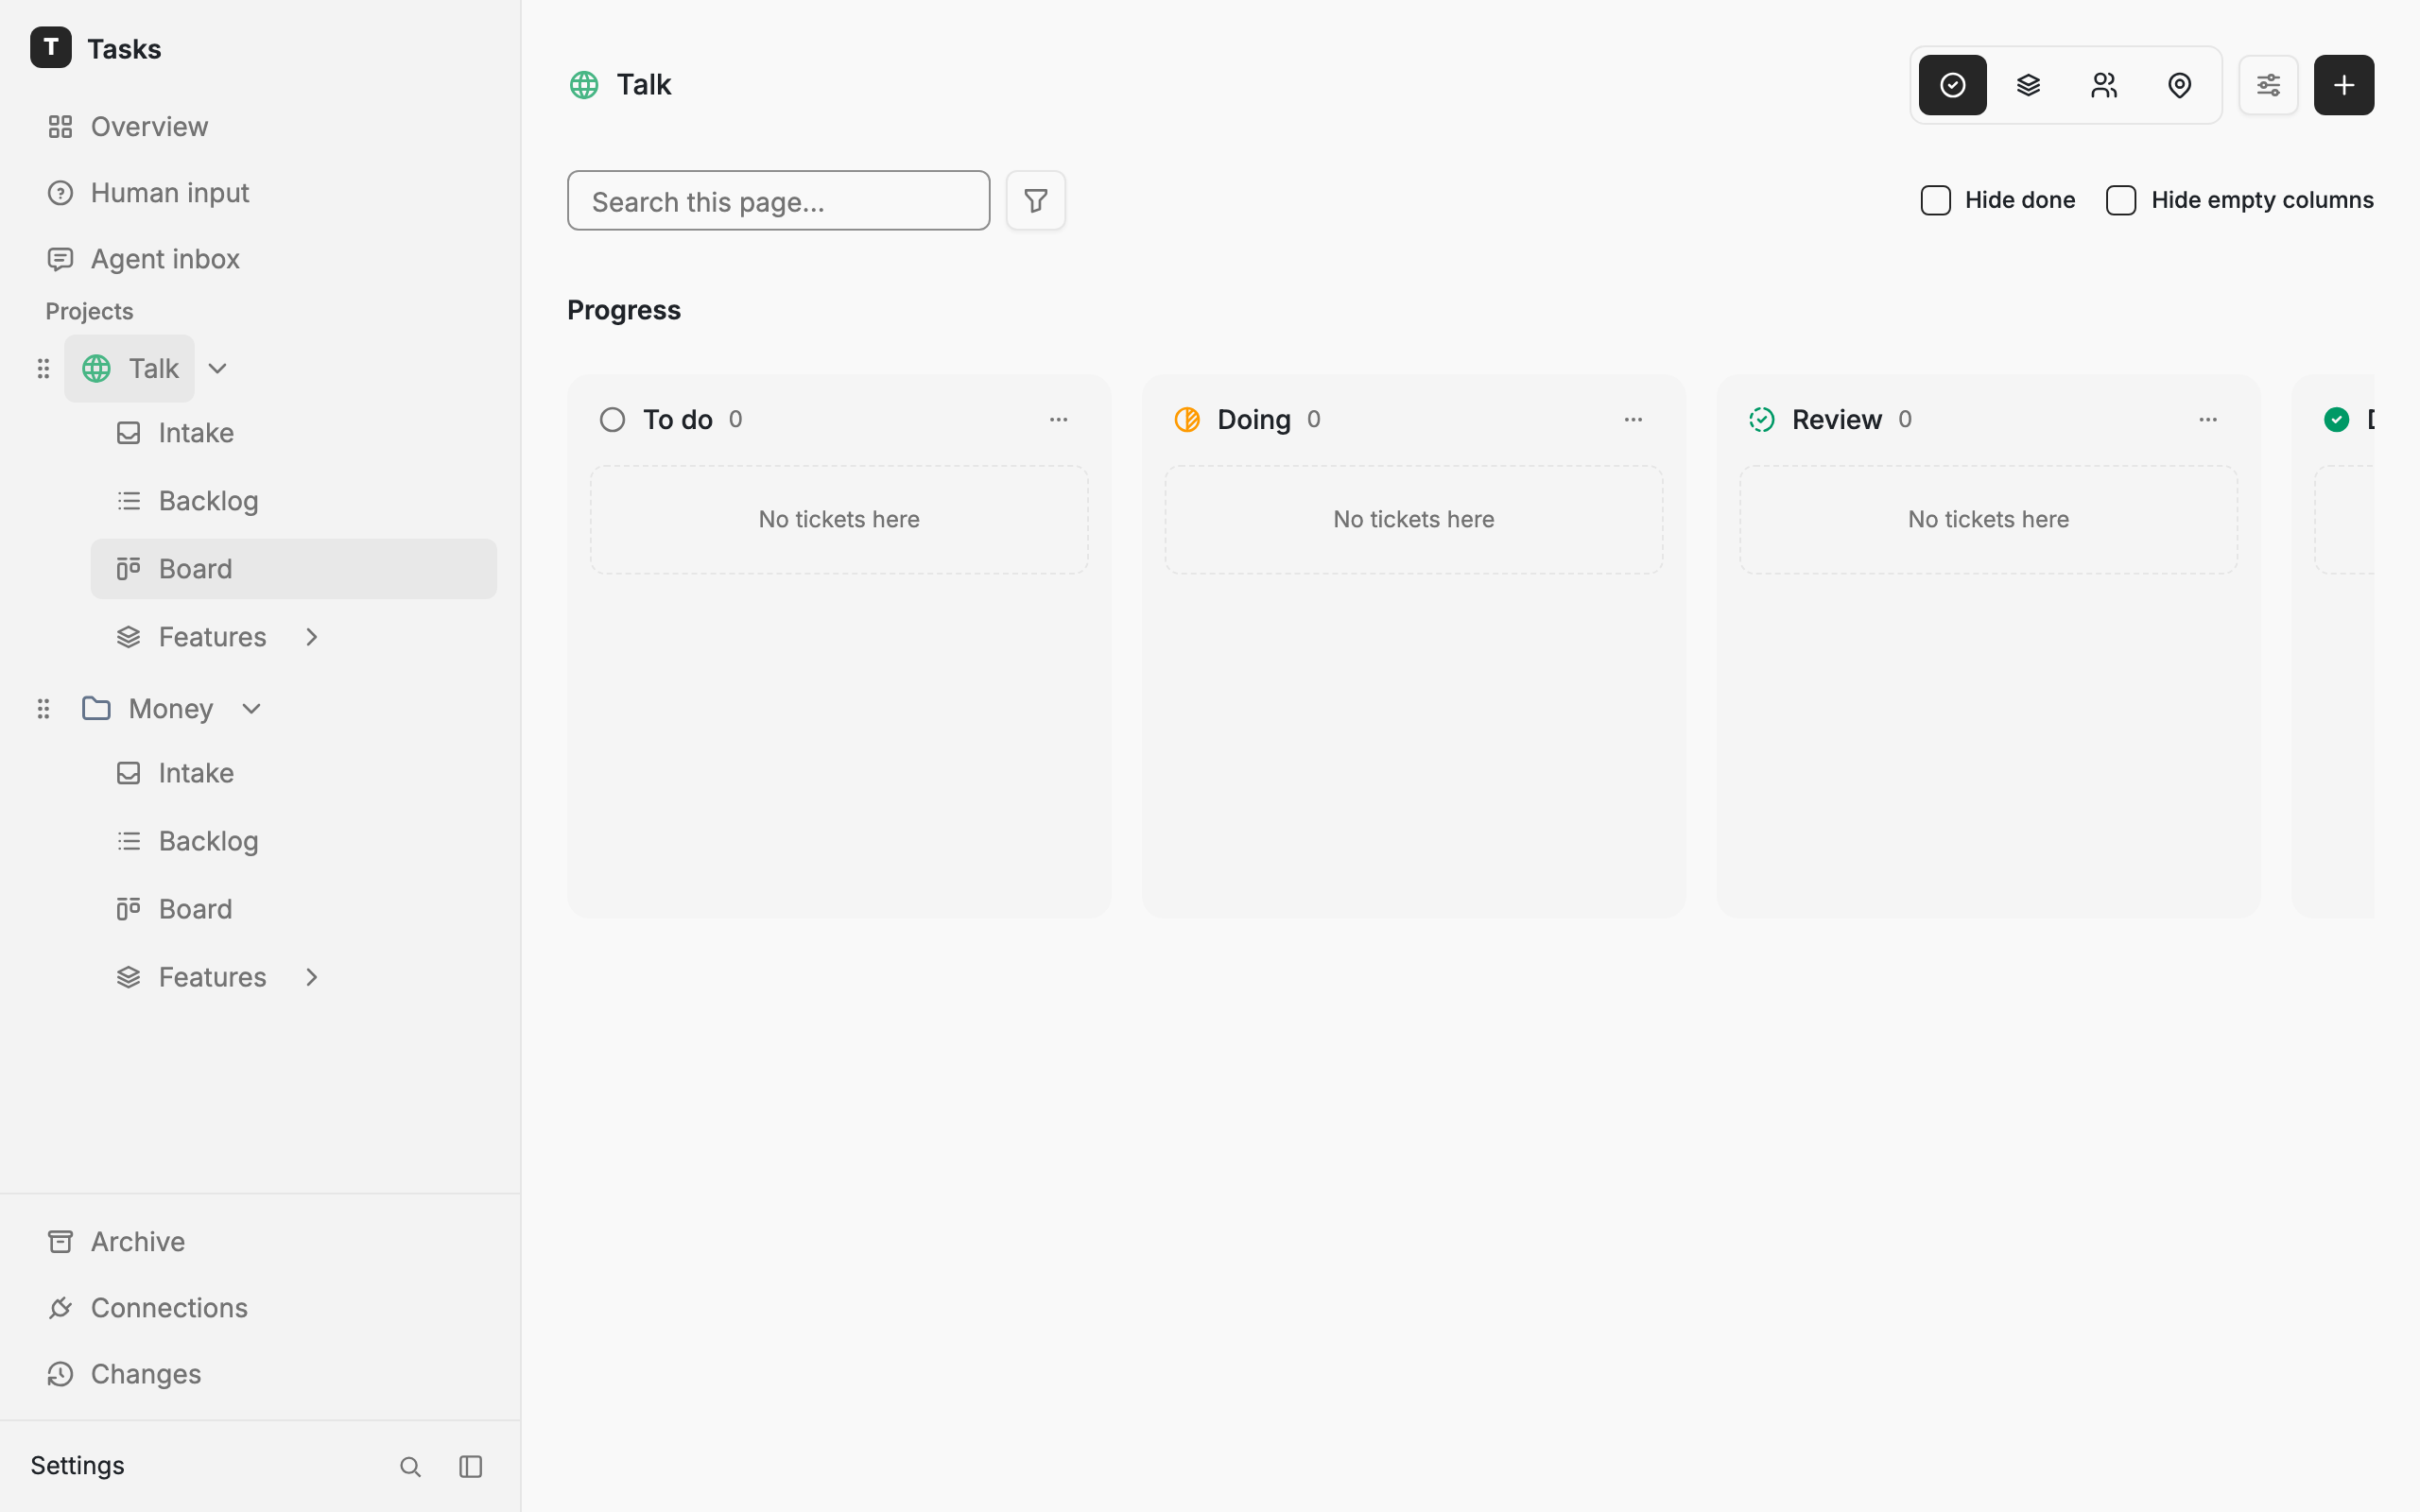 T Tasks
Overview
Human input
Agent inbox
Projects
Talk
Intake
Backlog
Board
Features
Money
Intake
Backlog
Board
Features
Archive
Connections
Changes
Settings
Talk
Search this page...
Hide done
Hide empty columns
Progress
To do 0
No tickets here
Doing 0
No tickets here
Review 0
No tickets here